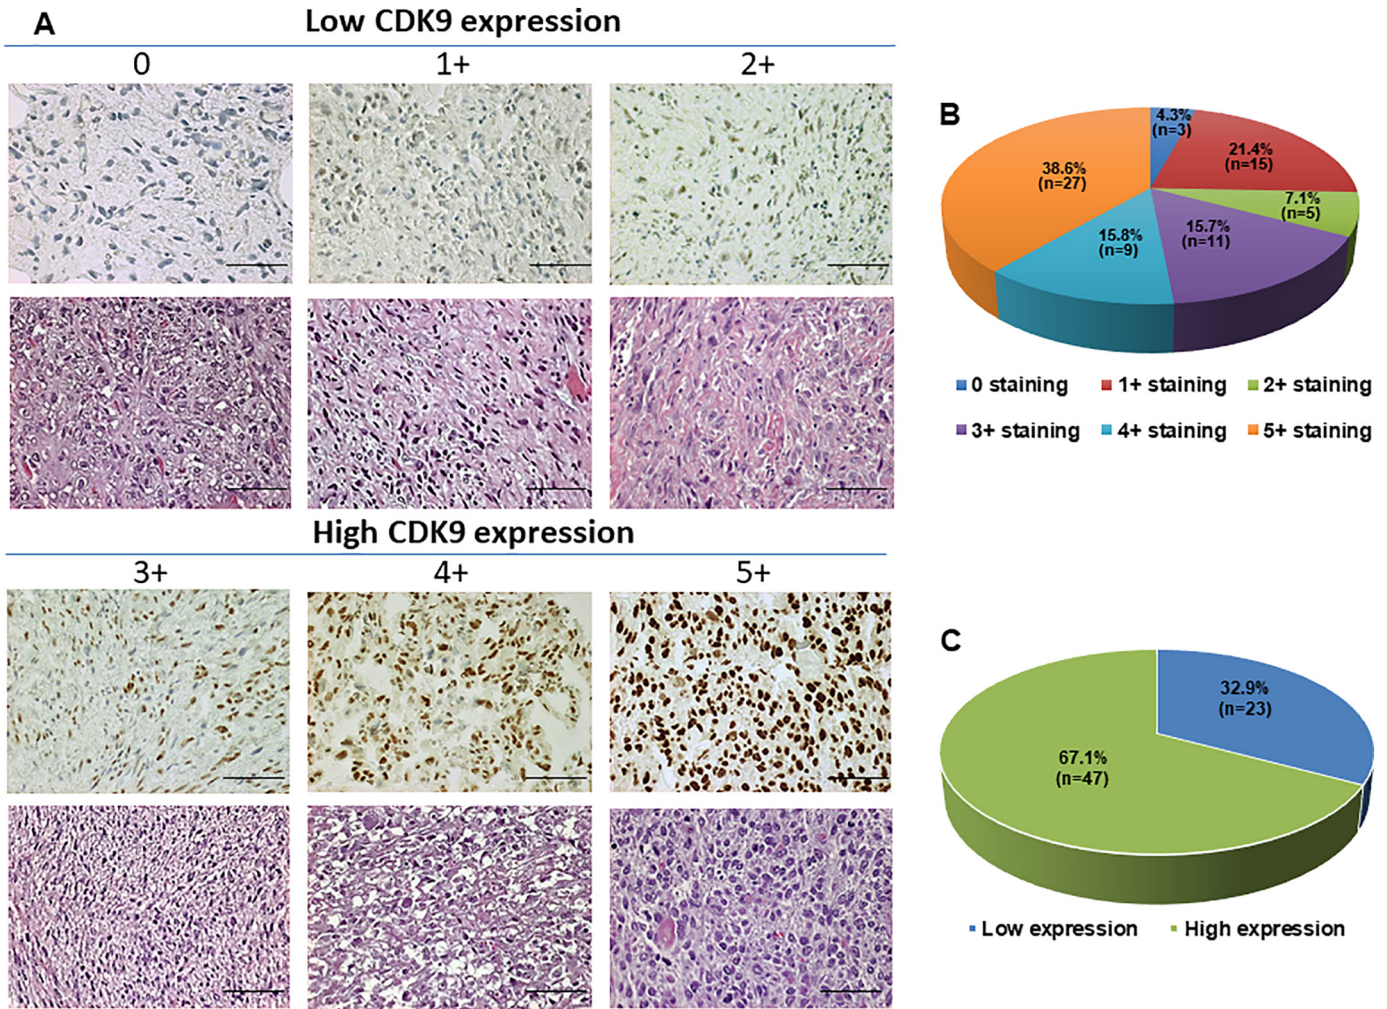 A
Low CDK9 expression
0 1+ 2+
High CDK9 expression
3+ 4+ 5+
B
4.3%
(n=3)
21.4%
(n=15)
7.1%
(n=5)
15.7%
(n=11)
15.8%
(n=9)
38.6%
(n=27)
0 staining 1+ staining 2+ staining
3+ staining 4+ staining 5+ staining
C
32.9%
(n=23)
67.1%
(n=47)
Low expression High expression